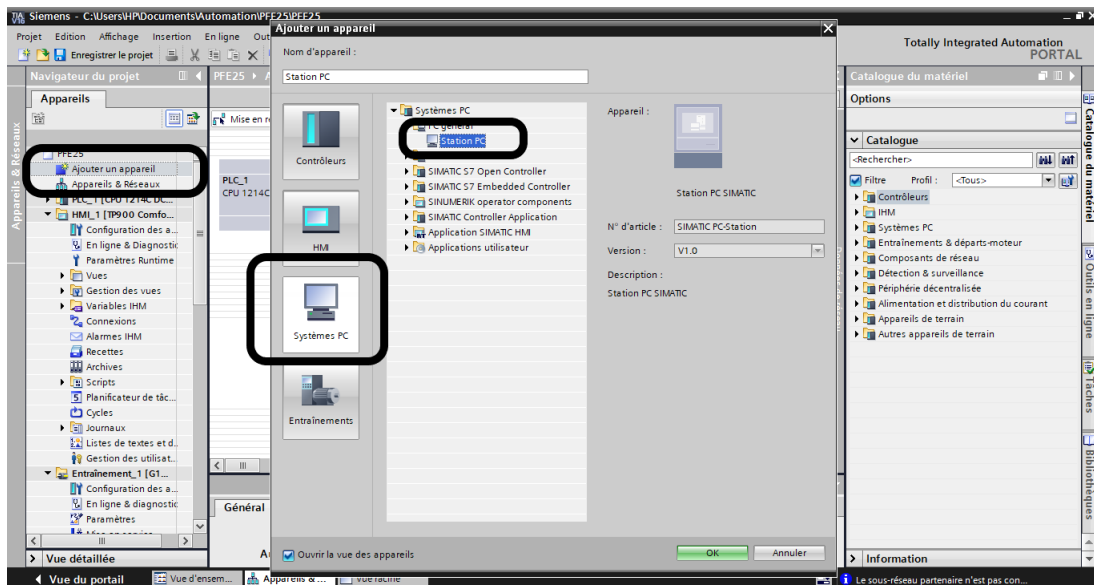 Siemens - C:\Users\HP\Documents\Automation\PFE25\PFE25
Projet Edition Affichage Insertion En ligne Out
Enregistrer le projet
Totally Integrated Automation
PORTAL
Navigateur du projet
Appareils
Appareils & Réseaux
PFE25
Ajouter un appareil
Appareils & Réseaux
PLC_1 [CPU 1214C DC...
HMI_1 [TP900 Comfo...
Configuration des a...
En ligne & Diagnostic
Paramètres Runtime
Vues
Gestion des vues
Variables IHM
Connexions
Alarmes IHM
Recettes
Archives
Scripts
Planificateur de tâc...
Cycles
Journaux
Listes de textes et d...
Gestion des utilisat...
Entraînement_1 [G1...
Configuration des a...
En ligne & diagnostic
Paramètres
Vue détaillée
PFE25
Mise en r
PLC_1
CPU 1214C
Général
Ajouter un appareil
Nom d'appareil :
Station PC
Contrôleurs
HMI
Systèmes PC
Entraînements
Systèmes PC
PC général
Station PC
SIMATIC S7 Open Controller
SIMATIC S7 Embedded Controller
SINUMERIK operator components
SIMATIC Controller Application
Application SIMATIC HMI
Applications utilisateur
Appareil :
Station PC SIMATIC
N° d'article : SIMATIC PC-Station
Version : V1.0
Description :
Station PC SIMATIC
Ouvrir la vue des appareils
OK Annuler
Catalogue du matériel
Options
Catalogue
<Rechercher>
Filtre Profil : <Tous>
Contrôleurs
IHM
Systèmes PC
Entraînements & départs-moteur
Composants de réseau
Détection & surveillance
Périphérie décentralisée
Alimentation et distribution du courant
Appareils de terrain
Autres appareils de terrain
Information
Catalogue du matériel
Outils en ligne
Tâches
Bibliothèques
Vue du portail
Vue d'ensem...
Appareils & ...
Vue racine
Le sous-réseau partenaire n'est pas con...